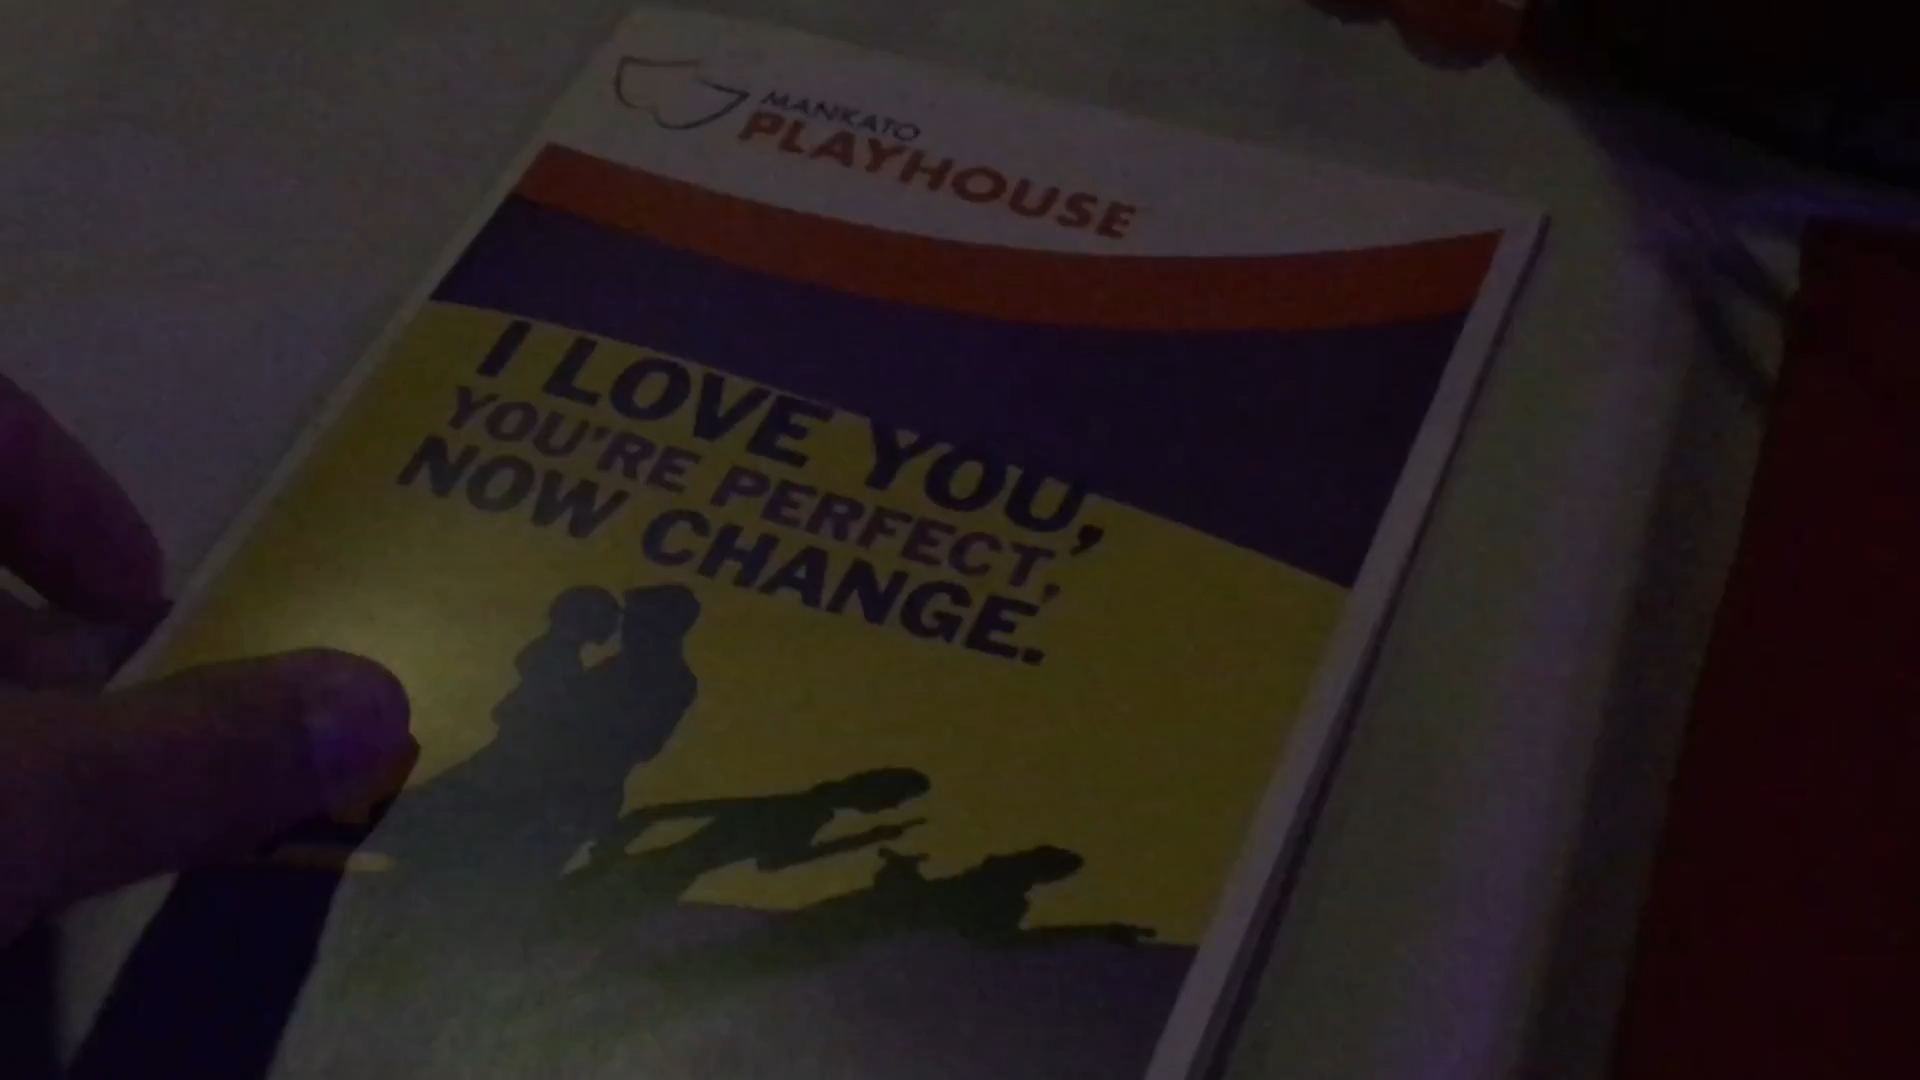 MANKATO
PLAYHOUSE
I LOVE YOU,
YOU'RE PERFECT,
NOW CHANGE.